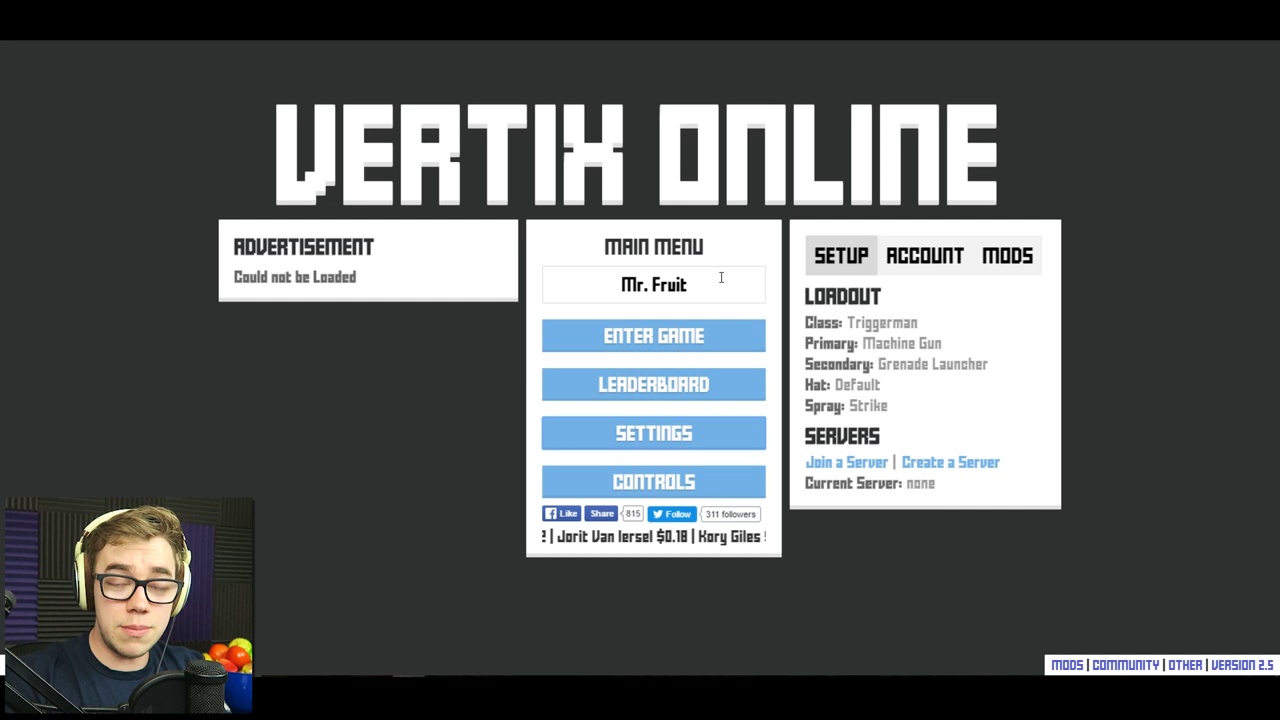 VERTIX ONLINE
ADVERTISEMENT
Could not be Loaded
MAIN MENU
Mr. Fruit
ENTER GAME
LEADERBOARD
SETTINGS
CONTROLS
Like Share 815 Follow 311 followers
| Jorit Van Iersel $0.18 | Kory Giles
SETUP ACCOUNT MODS
LOADOUT
Class: Triggerman
Primary: Machine Gun
Secondary: Grenade Launcher
Hat: Default
Spray: Strike
SERVERS
Join a Server | Create a Server
Current Server: none
MODS | COMMUNITY | OTHER | VERSION 2.5